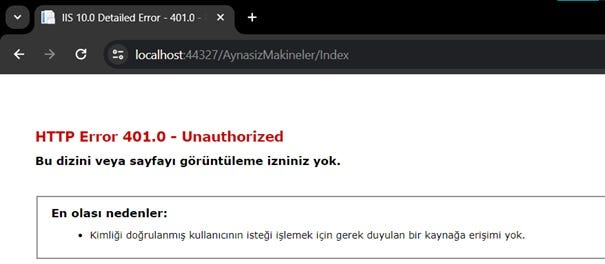 IIS 10.0 Detailed Error - 401.0 -
localhost:44327/AynasizMakineler/Index
HTTP Error 401.0 - Unauthorized
Bu dizini veya sayfayı görüntüleme izniniz yok.
En olası nedenler:
• Kimliği doğrulanmış kullanıcının isteği işlemek için gerek duyulan bir kaynağa erişimi yok.